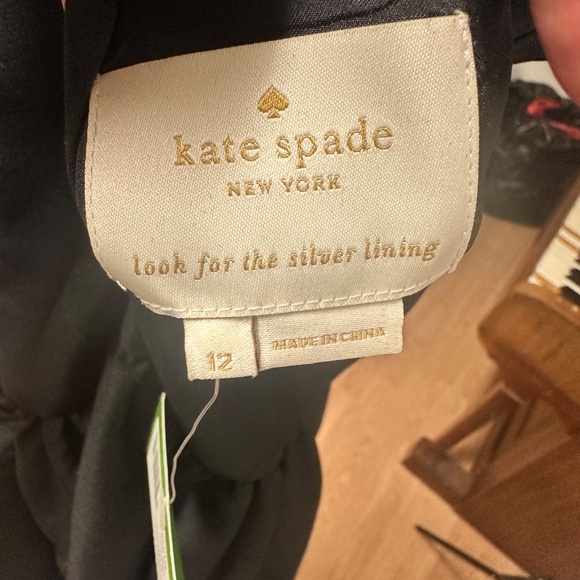 kate spade
NEW YORK
look for the silver lining
12
MADE IN CHINA